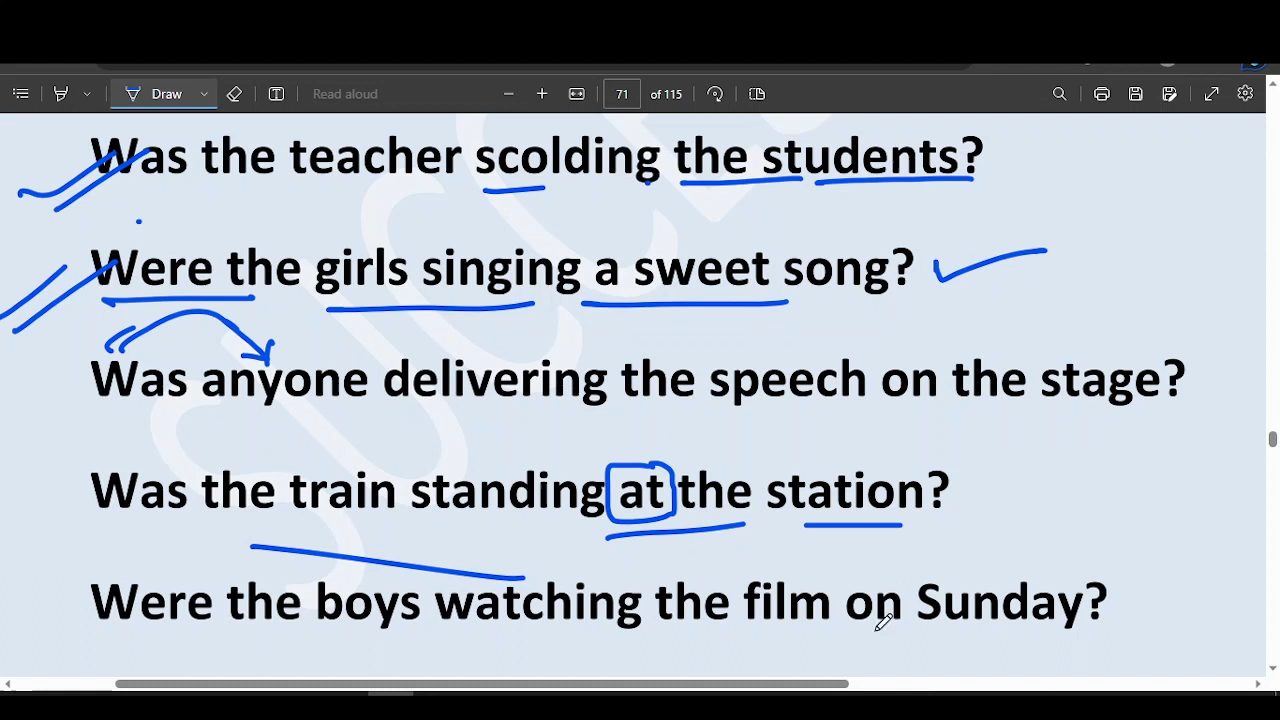 Draw
Read aloud
71 of 115
Was the teacher scolding the students?
Were the girls singing a sweet song?
Was anyone delivering the speech on the stage?
Was the train standing at the station?
Were the boys watching the film on Sunday?